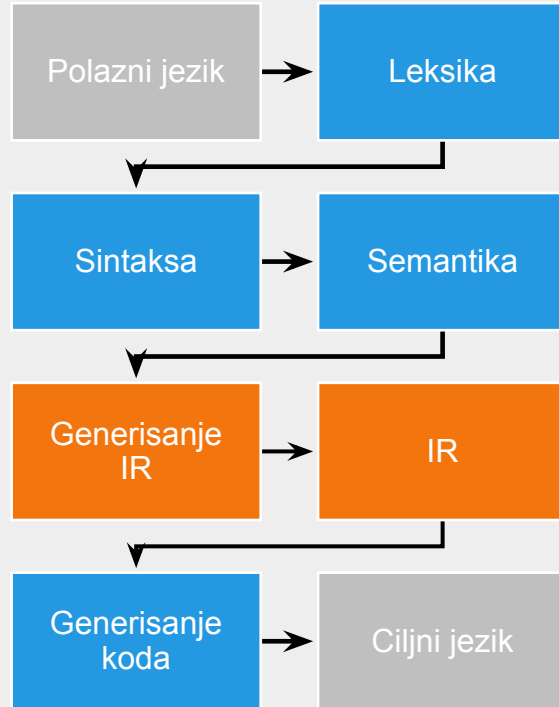 Polazni jezik
Leksika
Sintaksa
Semantika
Generisanje
IR
IR
Generisanje
koda
Ciljni jezik